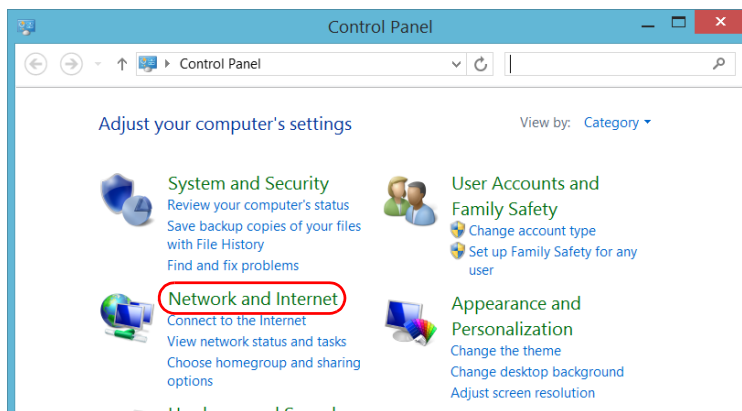 Control Panel
Control Panel
Adjust your computer's settings
View by: Category
System and Security
Review your computer's status
Save backup copies of your files
with File History
Find and fix problems
Network and Internet
Connect to the Internet
View network status and tasks
Choose homegroup and sharing
options
User Accounts and
Family Safety
Change account type
Set up Family Safety for any
user
Appearance and
Personalization
Change the theme
Change desktop background
Adjust screen resolution